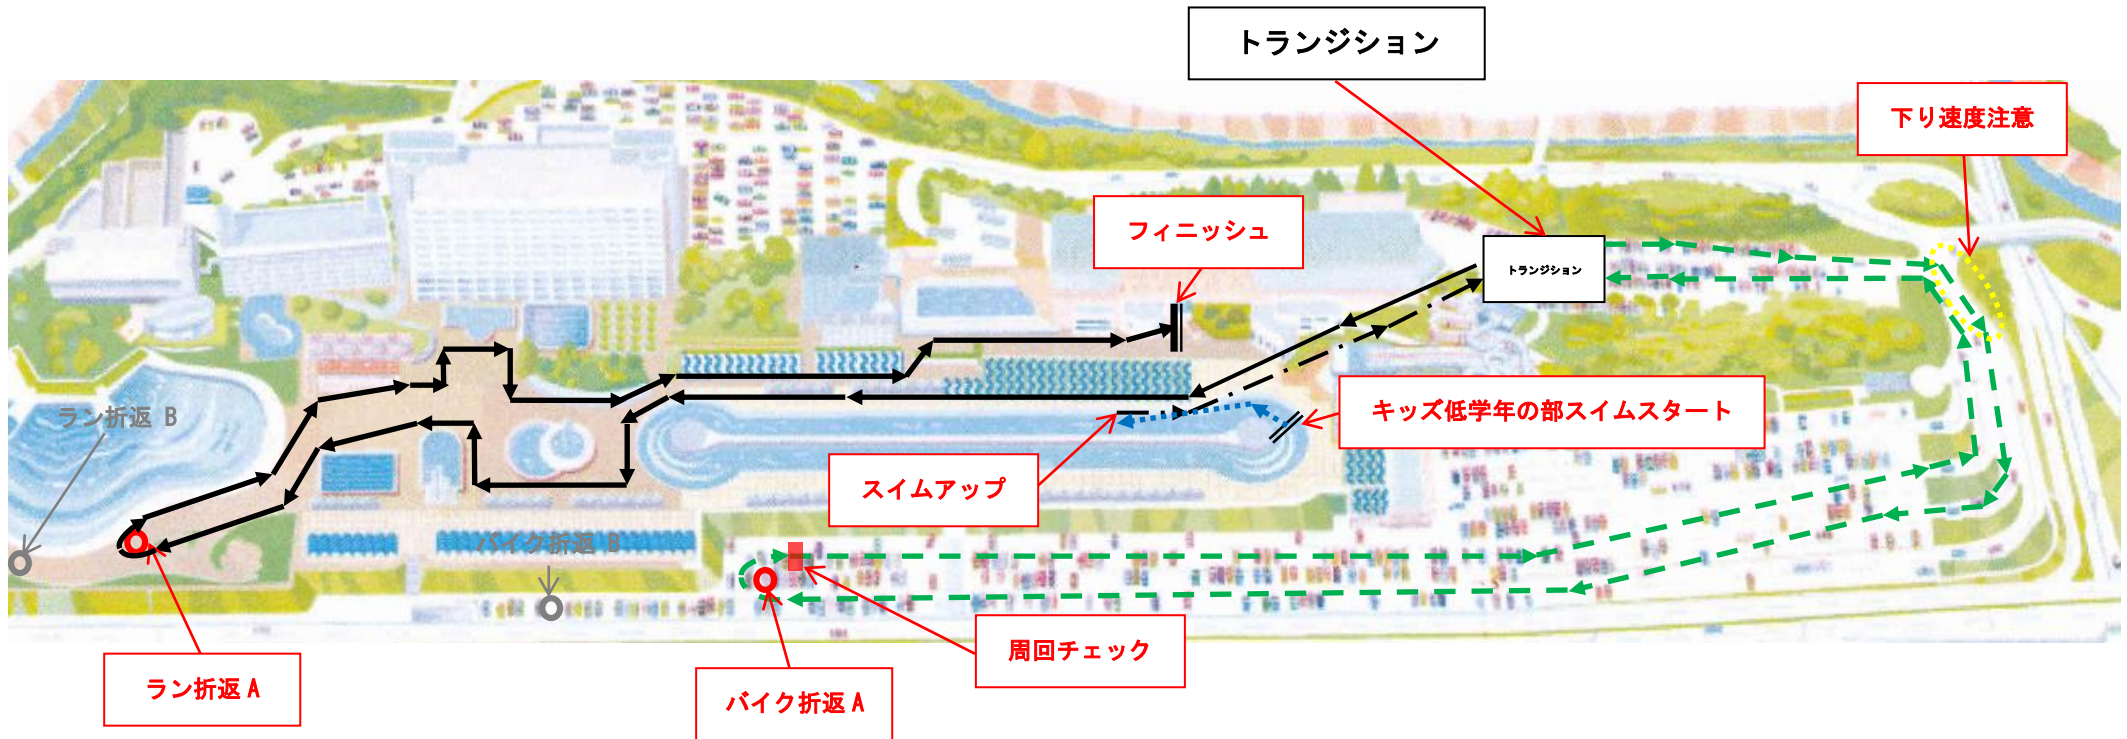 トランジション
下り速度注意
フィニッシュ
トランジション
キッズ低学年の部スイムスタート
ラン折返 B
スイムアップ
バイク折返 B
周回チェック
ラン折返 A
バイク折返 A